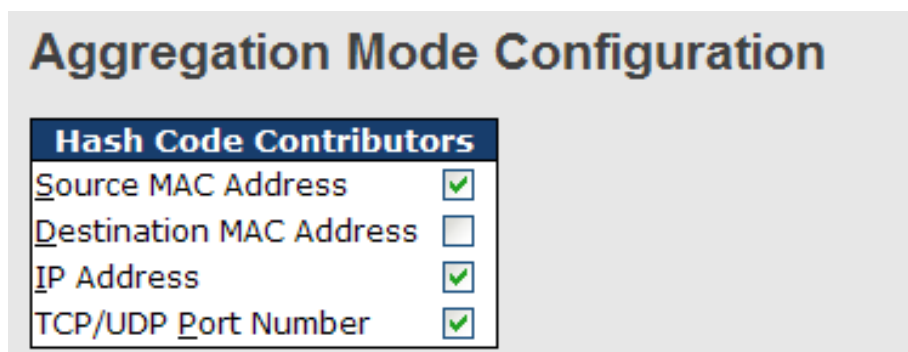 Aggregation Mode Configuration
Hash Code Contributors
Source MAC Address
Destination MAC Address
IP Address
TCP/UDP Port Number